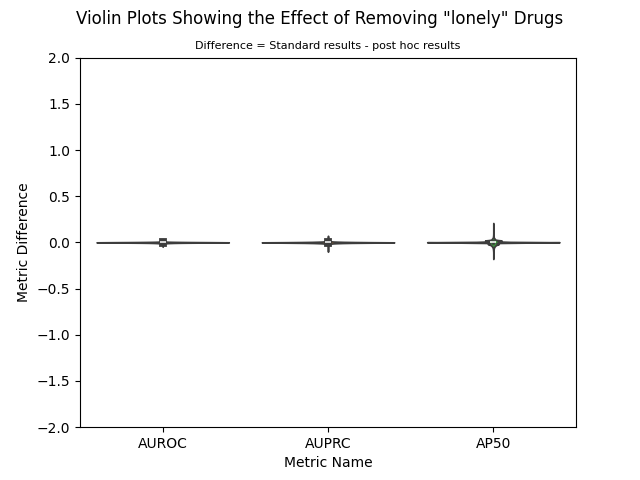 Violin Plots Showing the Effect of Removing "lonely" Drugs
Difference = Standard results - post hoc results
2.0
1.5
1.0
0.5
0.0
−0.5
−1.0
−1.5
−2.0
Metric Difference
AUROC AUPRC AP50
Metric Name